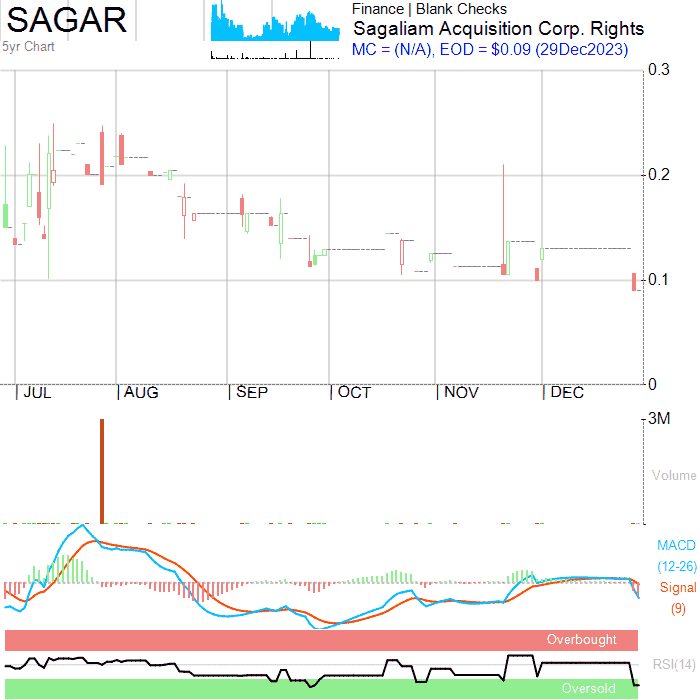 SAGAR
5yr Chart
Finance | Blank Checks
Sagaliam Acquisition Corp. Rights
MC = (N/A), EOD = $0.09 (29Dec2023)
0.3
0.2
0.1
0
JUL AUG SEP OCT NOV DEC
3M
Volume
MACD
(12-26)
Signal
(9)
Overbought
RSI(14)
Oversold